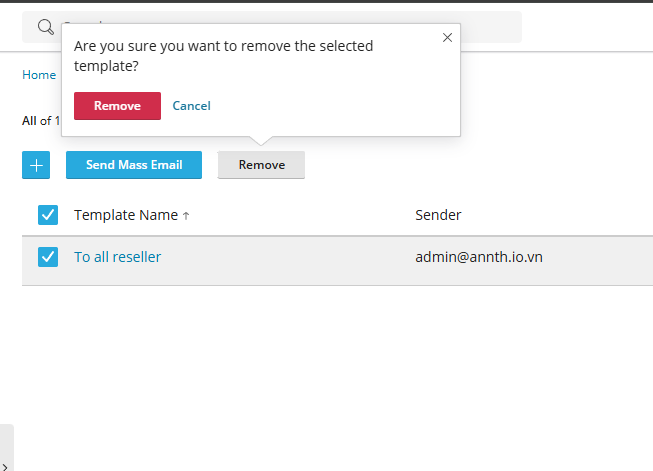 Are you sure you want to remove the selected
template?
Remove Cancel
Home
All of 1
Send Mass Email Remove
Template Name ↑ Sender
To all reseller admin@annth.io.vn